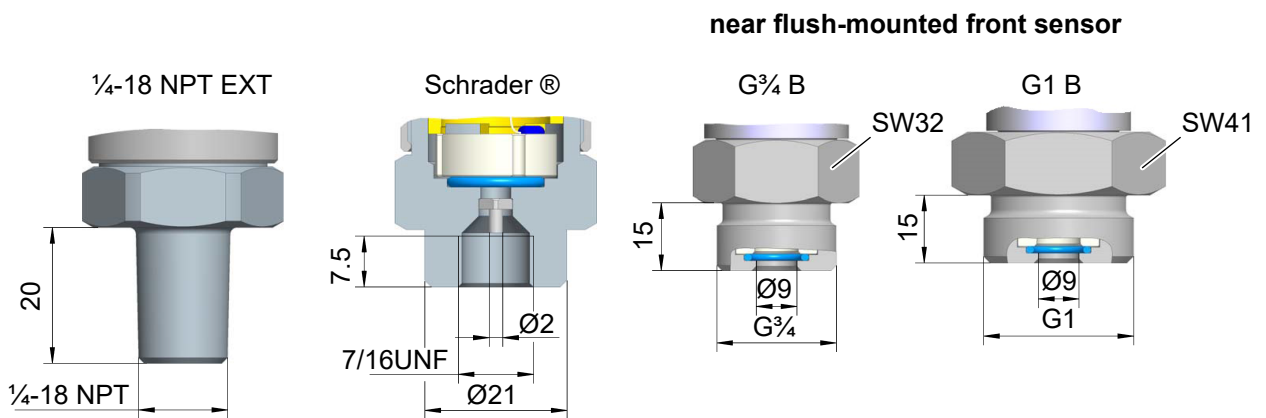 near flush-mounted front sensor
¼-18 NPT EXT
Schrader ®
G¾ B
G1 B
SW32
SW41
20
7.5
15
15
Ø2
Ø9
Ø9
7/16UNF
G¾
G1
¼-18 NPT
Ø21